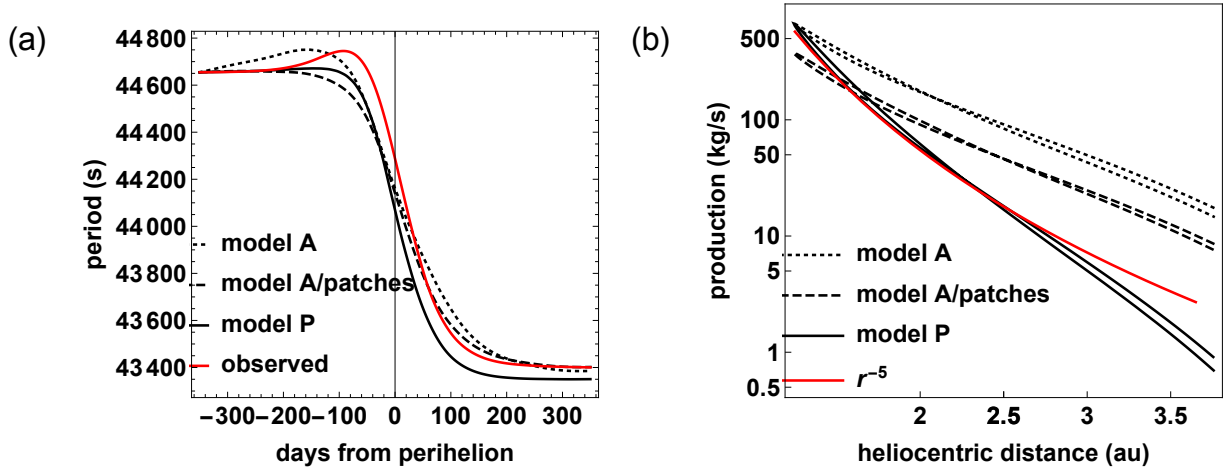 (a)
period (s)
44 800
44 600
44 400
44 200
44 000
43 800
43 600
43 400
model A
model A/patches
model P
observed
−300−200−100 0 100 200 300
days from perihelion
(b)
production (kg/s)
500
100
50
10
5
1
0.5
model A
model A/patches
model P
r⁻⁵
2 2.5 3 3.5
heliocentric distance (au)